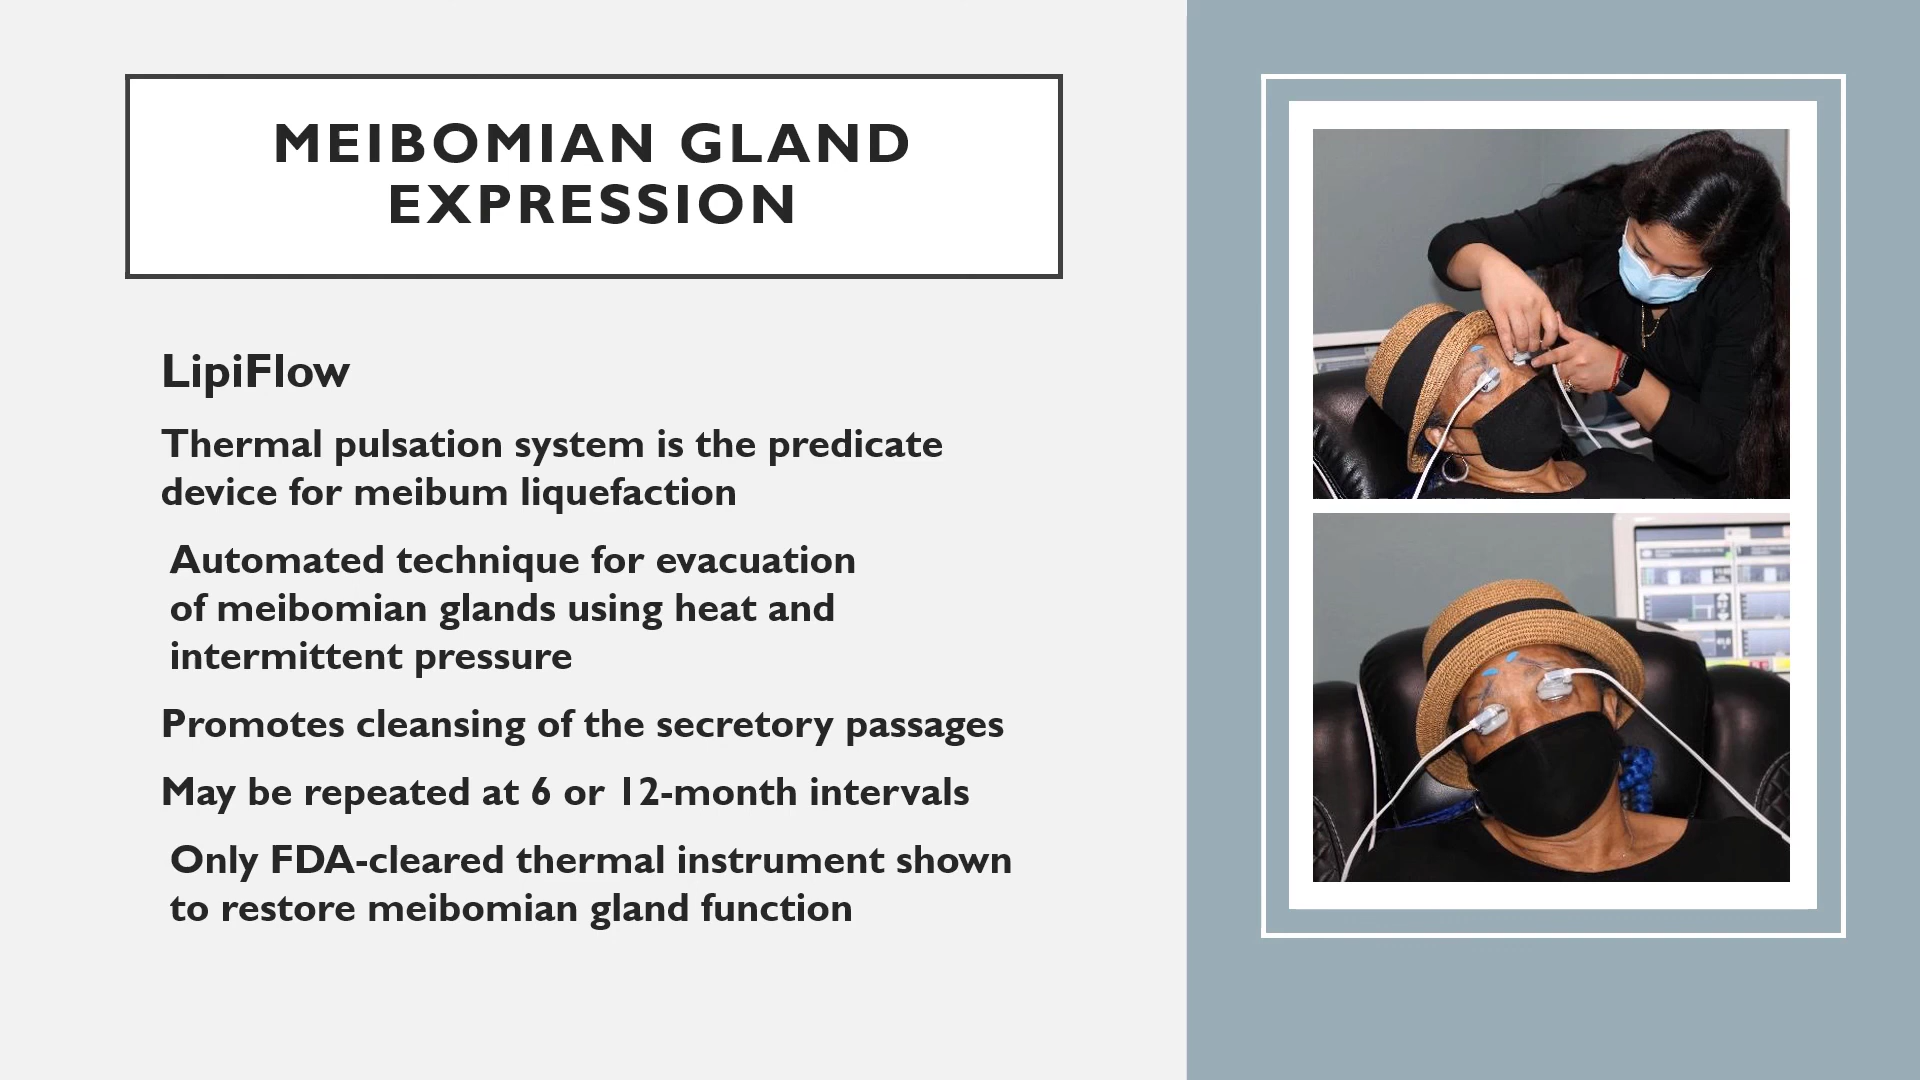 MEIBOMIAN GLAND
EXPRESSION
LipiFlow
Thermal pulsation system is the predicate
device for meibum liquefaction
Automated technique for evacuation
of meibomian glands using heat and
intermittent pressure
Promotes cleansing of the secretory passages
May be repeated at 6 or 12-month intervals
Only FDA-cleared thermal instrument shown
to restore meibomian gland function